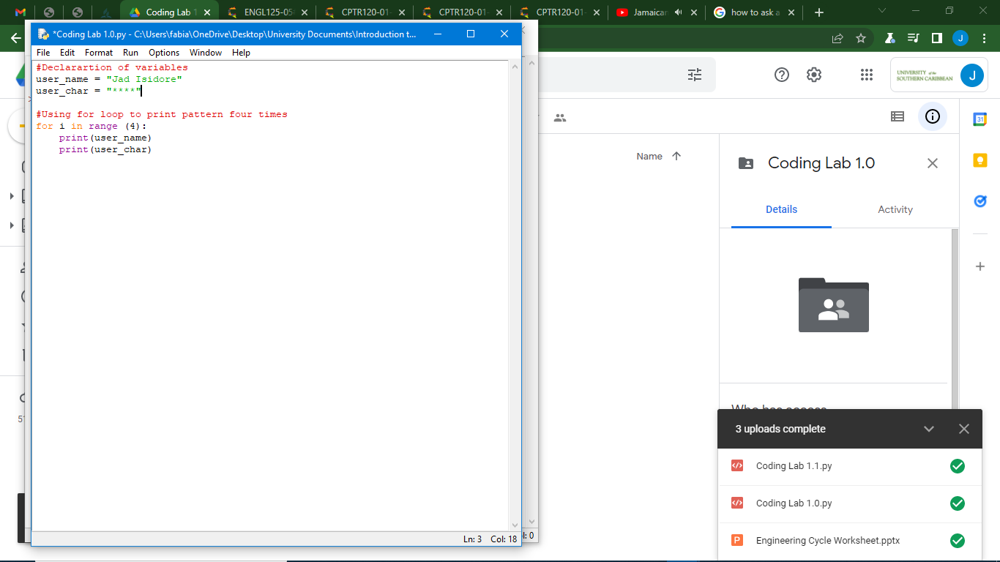 Coding Lab 1
ENGL125-05
CPTR120-01-
CPTR120-01-
CPTR120-01-
Jamaican
how to ask a
*Coding Lab 1.0.py - C:\Users\fabia\OneDrive\Desktop\University Documents\Introduction t...
File Edit Format Run Options Window Help
#Declarartion of variables
user_name = "Jad Isidore"
user_char = "****"
#Using for loop to print pattern four times
for i in range (4):
    print(user_name)
    print(user_char)
Ln: 3 Col: 18
l: 0
UNIVERSITY of the
SOUTHERN CARIBBEAN
J
J
31
Name
Coding Lab 1.0
Details
Activity
Who has access
3 uploads complete
Coding Lab 1.1.py
Coding Lab 1.0.py
P
Engineering Cycle Worksheet.pptx